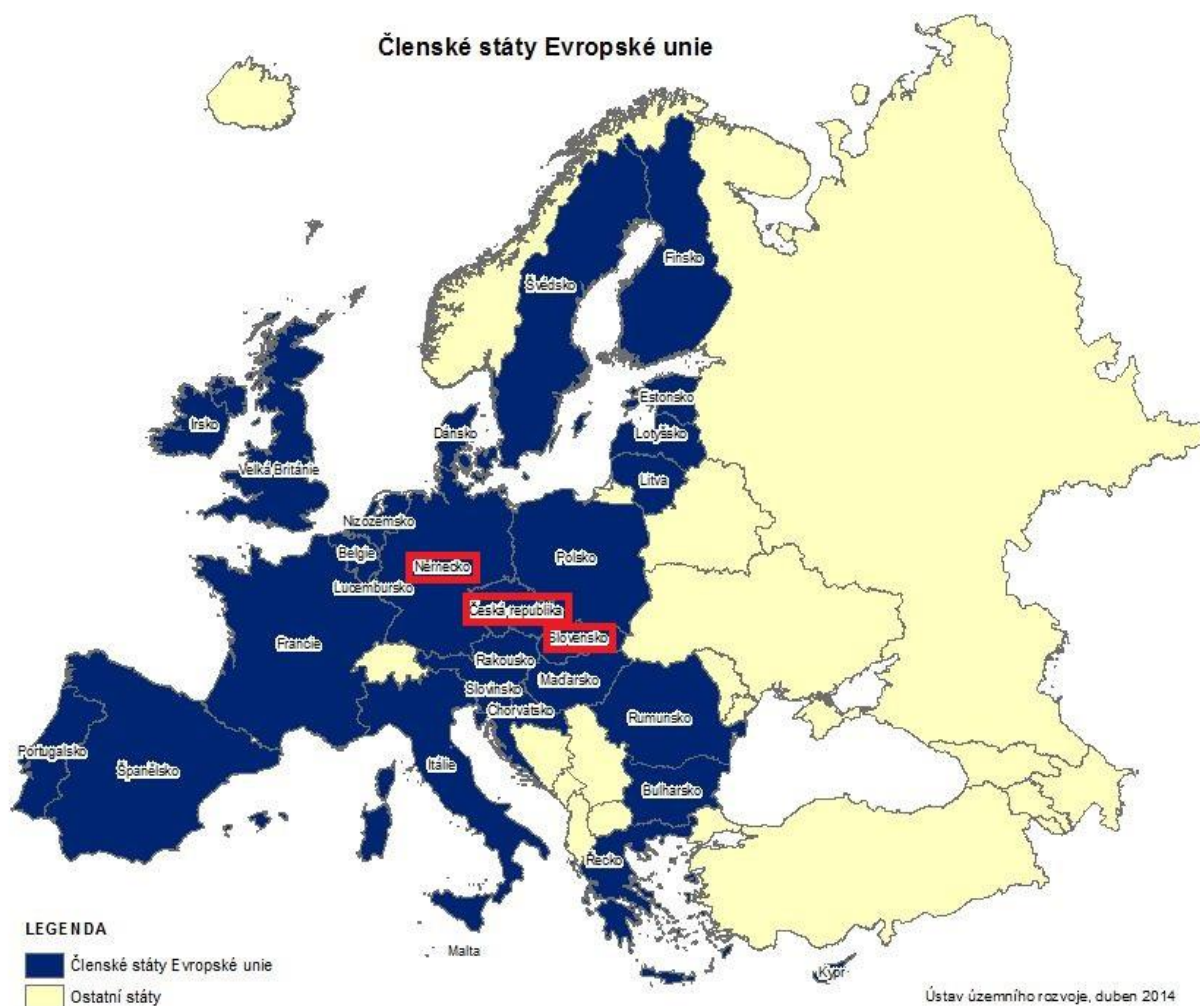 Členské státy Evropské unie
Finsko
Švédsko
Estonsko
Irsko
Dánsko
Lotyšsko
Velká Británie
Litva
Nizozemsko
Belgie
Německo
Polsko
Lucembursko
Česká republika
Francie
Slovensko
Rakousko
Maďarsko
Slovinsko
Chorvatsko
Rumunsko
Portugalsko
Španělsko
Itálie
Bulharsko
Řecko
Malta
Kypr
LEGENDA
Členské státy Evropské unie
Ostatní státy
Ústav územního rozvoje, duben 2014